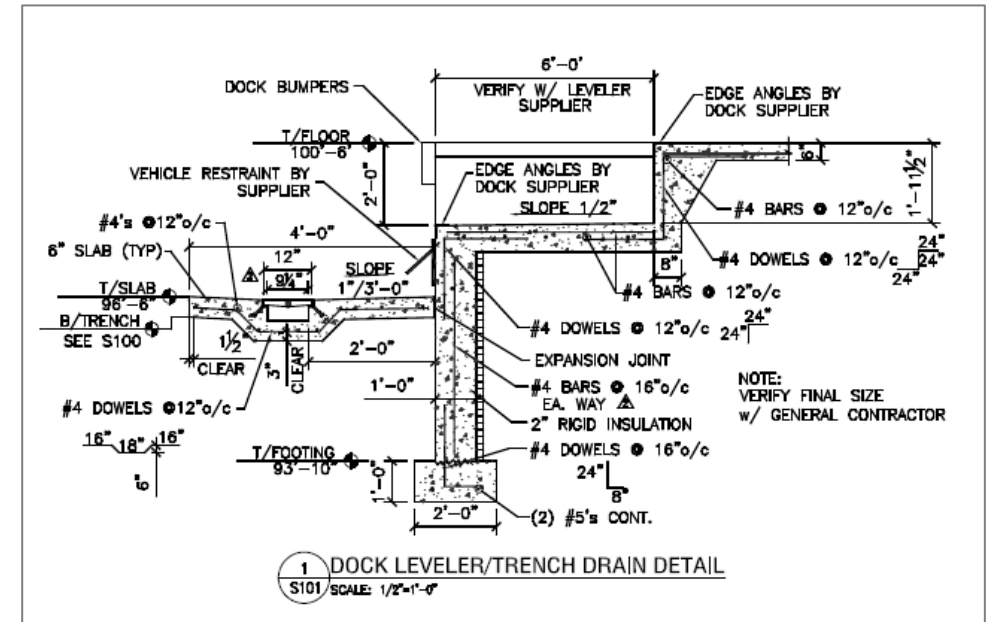 6'-0'
VERIFY W/ LEVELER
SUPPLIER
DOCK BUMPERS
EDGE ANGLES BY
DOCK SUPPLIER
T/FLOOR
100'-6'
2'-0"
6"
1'-11½"
VEHICLE RESTRAINT BY
SUPPLIER
EDGE ANGLES BY
DOCK SUPPLIER
SLOPE 1/2"
#4 BARS @ 12"o/c
#4's @12"o/c
4'-0"
6" SLAB (TYP)
12"
9¼"
SLOPE
1"/3'-0"
#4 DOWELS @ 12"o/c
24"
24"
24"
8"
#4 BARS @ 12"o/c
T/SLAB
96'-6"
B/TRENCH
SEE S100
#4 DOWELS @ 12"o/c
24"
24"
1½"
CLEAR
3"
CLEAR
2'-0"
EXPANSION JOINT
1'-0"
#4 BARS @ 16"o/c
EA. WAY
2" RIGID INSULATION
NOTE:
VERIFY FINAL SIZE
w/ GENERAL CONTRACTOR
#4 DOWELS @12"o/c
16"
18"
16"
6"
#4 DOWELS @ 16"o/c
24"
8"
T/FOOTING
93'-10"
1'-0"
2'-0"
(2) #5's CONT.
1
S101
DOCK LEVELER/TRENCH DRAIN DETAIL
SCALE: 1/2"=1'-0"